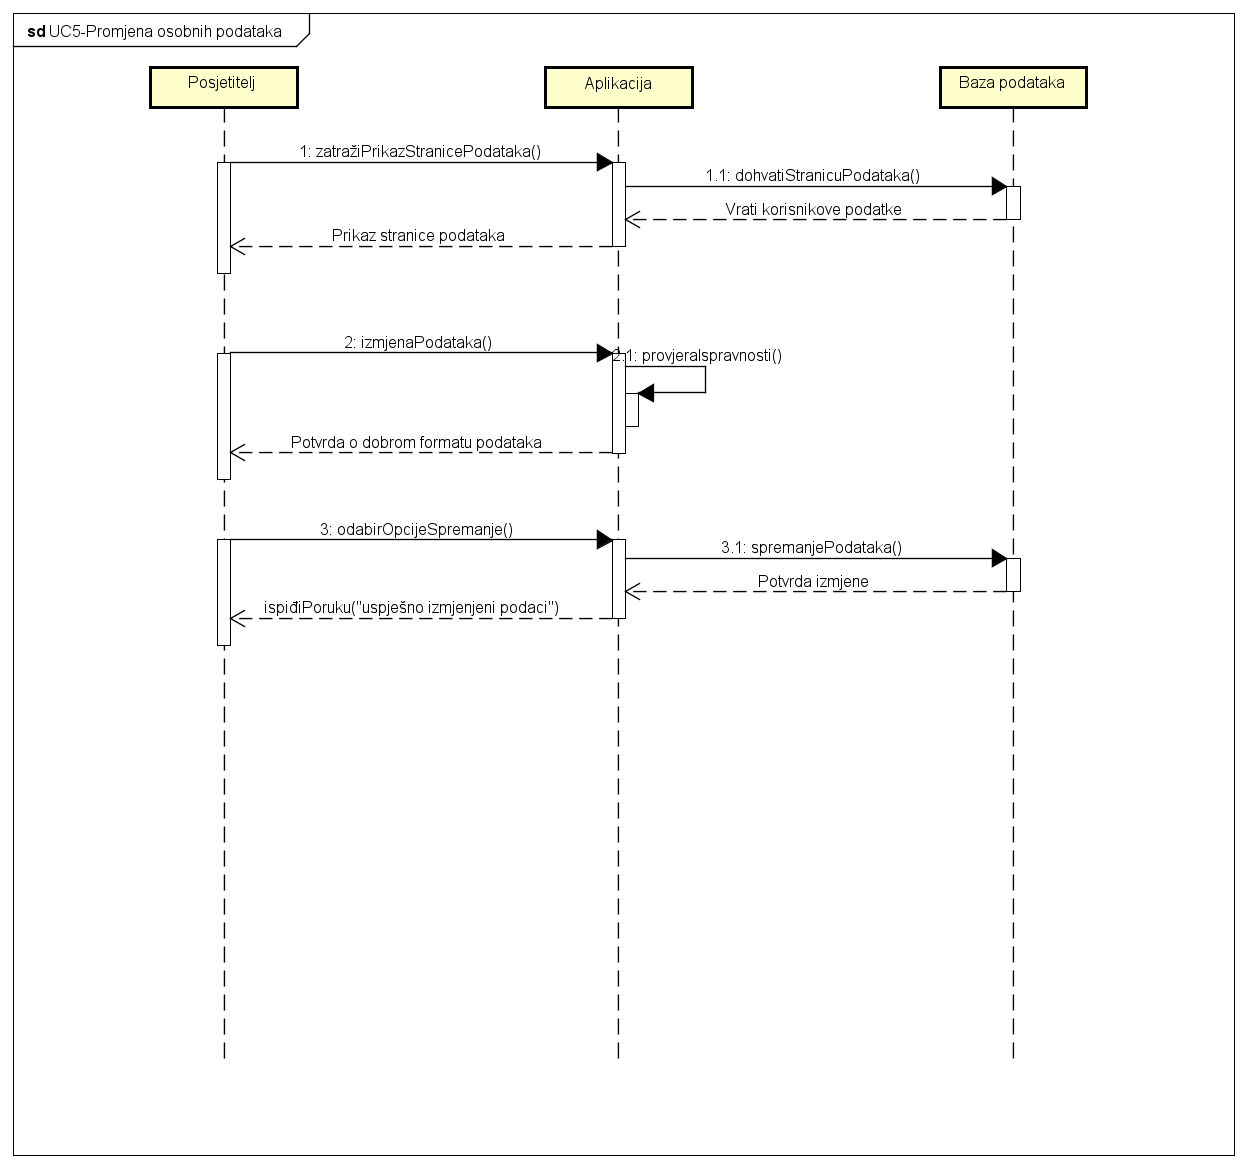 sd UC5-Promjena osobnih podataka
Posjetitelj
Aplikacija
Baza podataka
1: zatražiPrikazStranicePodataka()
1.1: dohvatiStranicuPodataka()
Vrati korisnikove podatke
Prikaz stranice podataka
2: izmjenaPodataka()
2.1: provjeraIspravnosti()
Potvrda o dobrom formatu podataka
3: odabirOpcijeSpremanje()
3.1: spremanjePodataka()
Potvrda izmjene
ispiđiPoruku("uspješno izmjenjeni podaci")